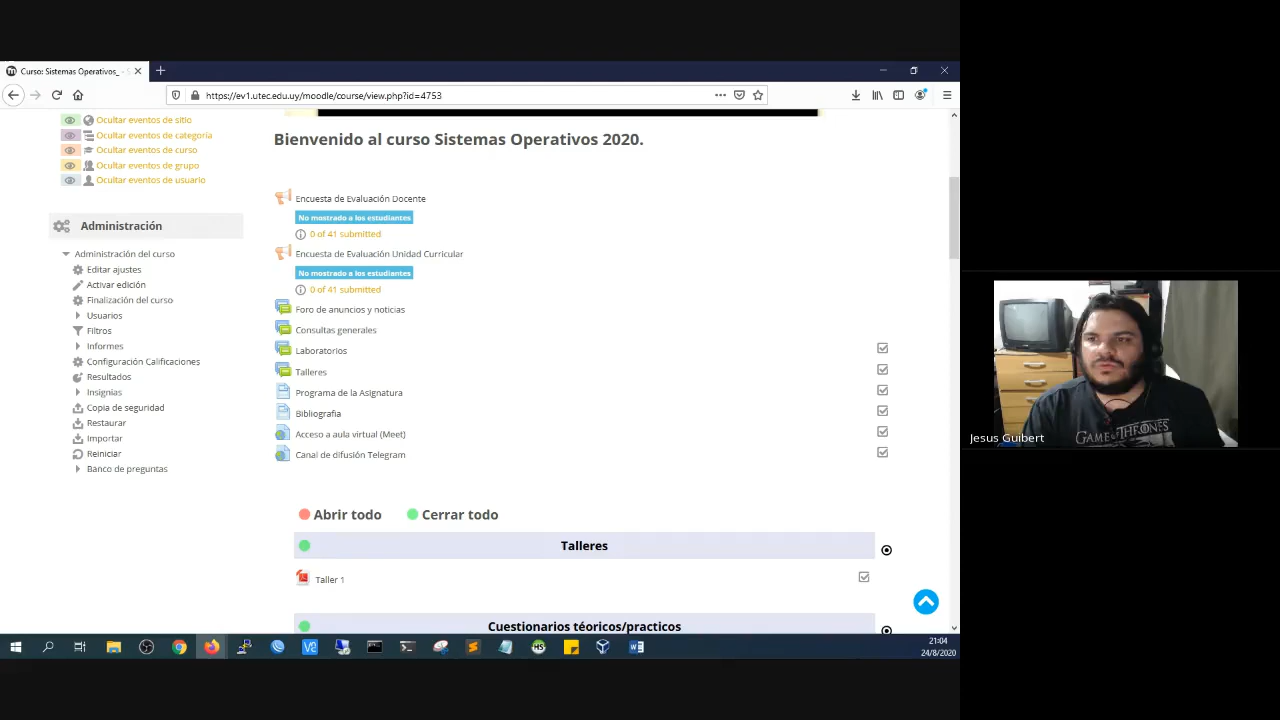 Curso: Sistemas Operativos_
https://ev1.utec.edu.uy/moodle/course/view.php?id=4753
Ocultar eventos de sitio
Ocultar eventos de categoría
Ocultar eventos de curso
Ocultar eventos de grupo
Ocultar eventos de usuario
Administración
Administración del curso
Editar ajustes
Activar edición
Finalización del curso
Usuarios
Filtros
Informes
Configuración Calificaciones
Resultados
Insignias
Copia de seguridad
Restaurar
Importar
Reiniciar
Banco de preguntas
Bienvenido al curso Sistemas Operativos 2020.
Encuesta de Evaluación Docente
No mostrado a los estudiantes
0 of 41 submitted
Encuesta de Evaluación Unidad Curricular
No mostrado a los estudiantes
0 of 41 submitted
Foro de anuncios y noticias
Consultas generales
Laboratorios
Talleres
Programa de la Asignatura
Bibliografia
Acceso a aula virtual (Meet)
Canal de difusión Telegram
Abrir todo Cerrar todo
Talleres
Taller 1
Cuestionarios téoricos/practicos
21:04
24/8/2020
GAME OF THRONES
Jesus Guibert